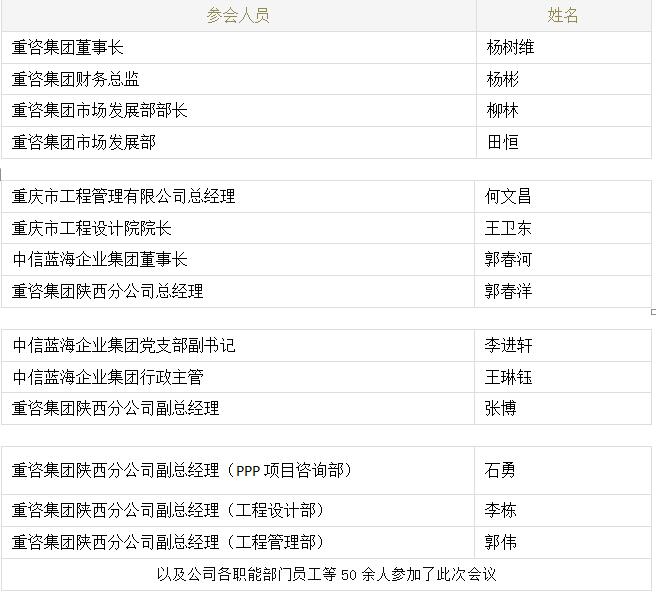 参会人员 姓名
重咨集团董事长 杨树维
重咨集团财务总监 杨彬
重咨集团市场发展部部长 柳林
重咨集团市场发展部 田恒
重庆市工程管理有限公司总经理 何文昌
重庆市工程设计院院长 王卫东
中信蓝海企业集团董事长 郭春河
重咨集团陕西分公司总经理 郭春洋
中信蓝海企业集团党支部副书记 李进轩
中信蓝海企业集团行政主管 王琳钰
重咨集团陕西分公司副总经理 张博
重咨集团陕西分公司副总经理（PPP 项目咨询部） 石勇
重咨集团陕西分公司副总经理（工程设计部） 李栋
重咨集团陕西分公司副总经理（工程管理部） 郭伟
以及公司各职能部门员工等 50 余人参加了此次会议